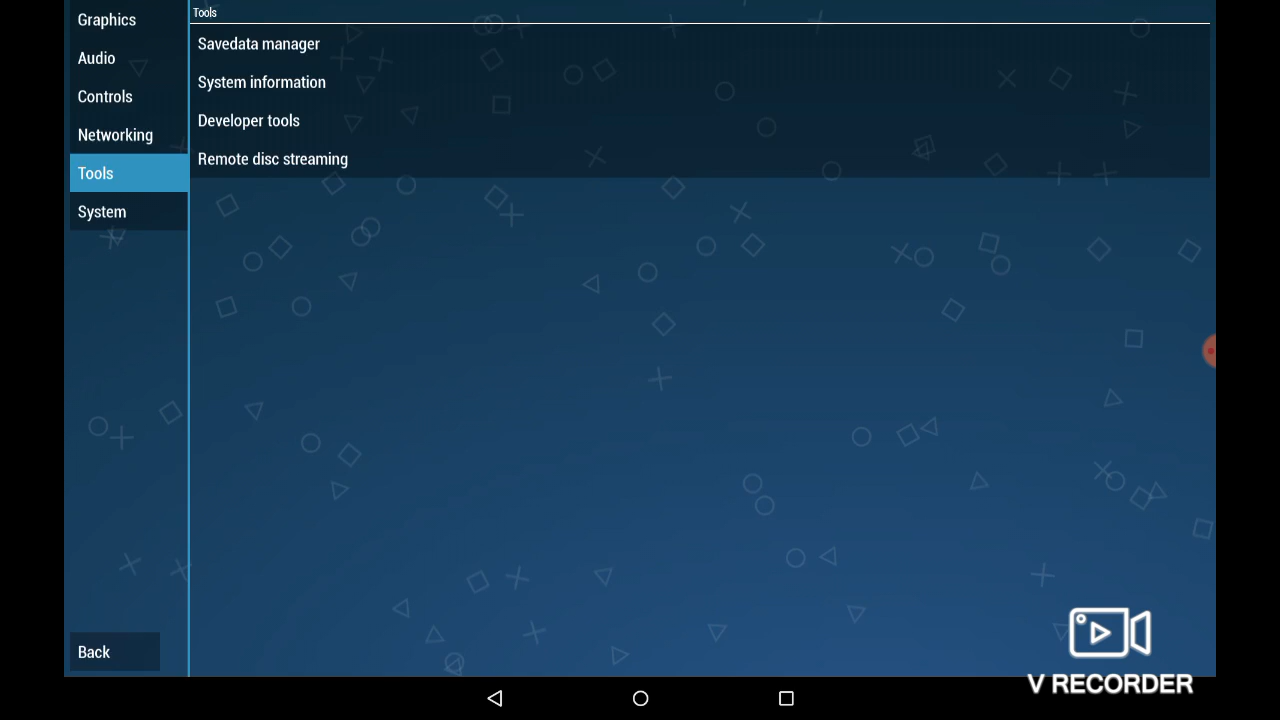 Graphics
Audio
Controls
Networking
Tools
System
Back
Tools
Savedata manager
System information
Developer tools
Remote disc streaming
V RECORDER